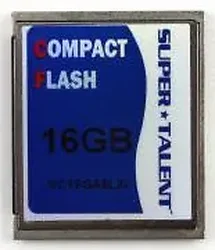 COMPACT
FLASH
16GB
SUPER★TALENT